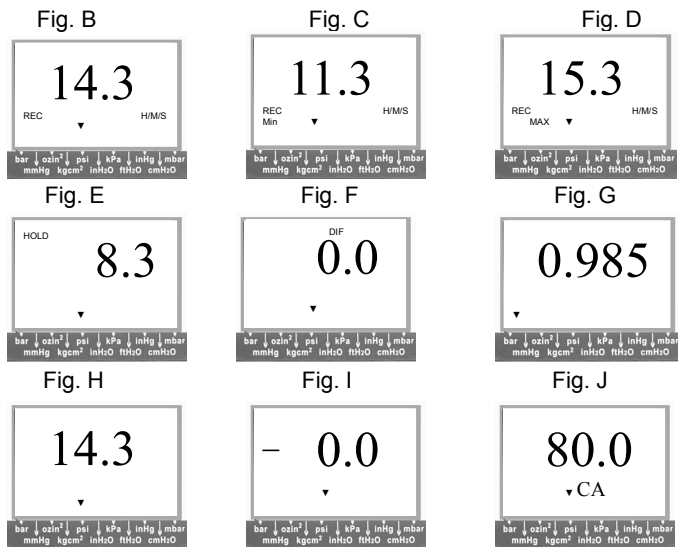 Fig. B Fig. C Fig. D
14.3 11.3 15.3
REC H/M/S REC H/M/S REC H/M/S
Min MAX
bar ozin² psi kPa inHg mbar bar ozin² psi kPa inHg mbar bar ozin² psi kPa inHg mbar
mmHg kgcm² inH2O ftH2O cmH2O mmHg kgcm² inH2O ftH2O cmH2O mmHg kgcm² inH2O ftH2O cmH2O
Fig. E Fig. F Fig. G
HOLD DIF
8.3 0.0 0.985
bar ozin² psi kPa inHg mbar bar ozin² psi kPa inHg mbar bar ozin² psi kPa inHg mbar
mmHg kgcm² inH2O ftH2O cmH2O mmHg kgcm² inH2O ftH2O cmH2O mmHg kgcm² inH2O ftH2O cmH2O
Fig. H Fig. I Fig. J
14.3 – 0.0 80.0
CA
bar ozin² psi kPa inHg mbar bar ozin² psi kPa inHg mbar bar ozin² psi kPa inHg mbar
mmHg kgcm² inH2O ftH2O cmH2O mmHg kgcm² inH2O ftH2O cmH2O mmHg kgcm² inH2O ftH2O cmH2O